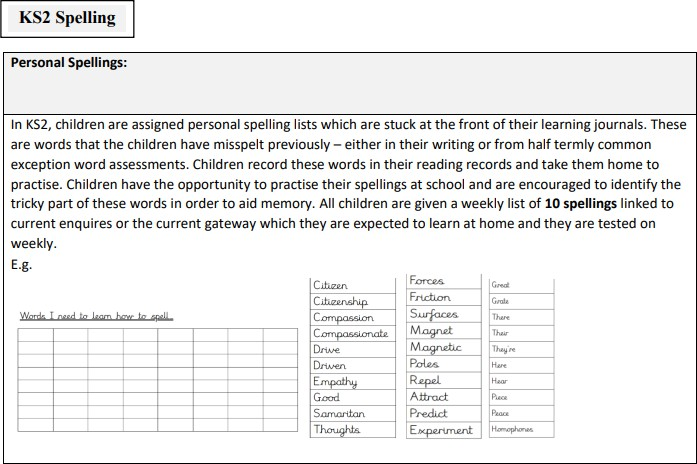 KS2 Spelling
Personal Spellings:
In KS2, children are assigned personal spelling lists which are stuck at the front of their learning journals. These
are words that the children have misspelt previously – either in their writing or from half termly common
exception word assessments. Children record these words in their reading records and take them home to
practise. Children have the opportunity to practise their spellings at school and are encouraged to identify the
tricky part of these words in order to aid memory. All children are given a weekly list of 10 spellings linked to
current enquires or the current gateway which they are expected to learn at home and they are tested on
weekly.
E.g.
Words I need to learn how to spell
Citizen
Citizenship
Compassion
Compassionate
Drive
Driven
Empathy
Good
Samaritan
Thoughts
Forces
Friction
Surfaces
Magnet
Magnetic
Poles
Repel
Attract
Predict
Experiment
Great
Grate
There
Their
They're
Here
Hear
Piece
Peace
Homophones